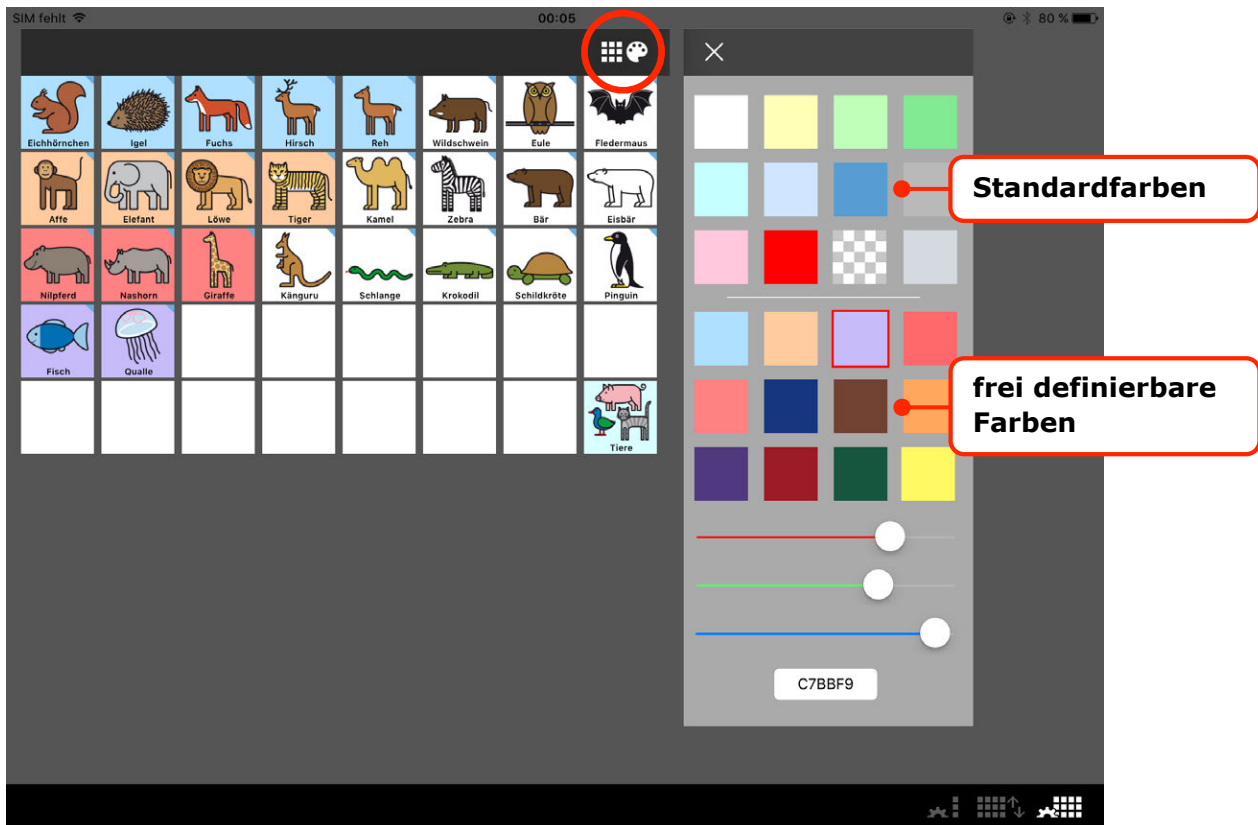 SIM fehlt 00:05 80 %
Eichhörnchen Igel Fuchs Hirsch Reh Wildschwein Eule Fledermaus
Affe Elefant Löwe Tiger Kamel Zebra Bär Eisbär
Nilpferd Nashorn Giraffe Känguru Schlange Krokodil Schildkröte Pinguin
Fisch Qualle
Tiere
Standardfarben
frei definierbare
Farben
C7BBF9